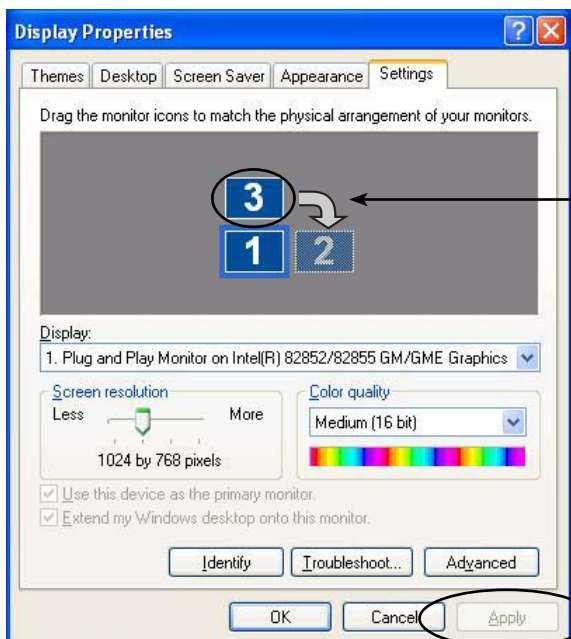 Display Properties
Themes Desktop Screen Saver Appearance Settings
Drag the monitor icons to match the physical arrangement of your monitors.
3
1 2
Display:
1. Plug and Play Monitor on Intel(R) 82852/82855 GM/GME Graphics
Screen resolution
Less More
1024 by 768 pixels
Color quality
Medium (16 bit)
Use this device as the primary monitor.
Extend my Windows desktop onto this monitor.
Identify Troubleshoot... Advanced
OK Cancel Apply